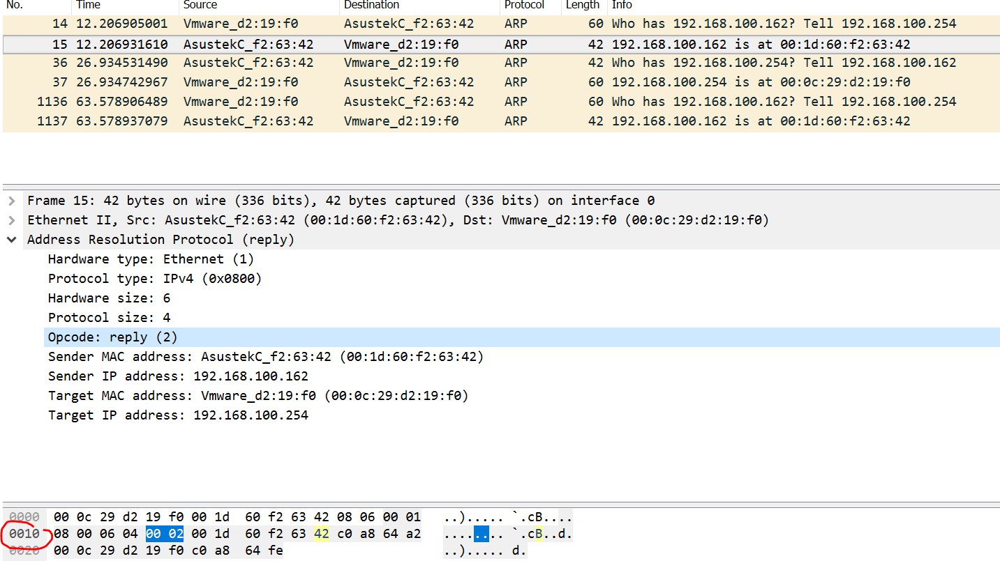 No. Time Source Destination Protocol Length Info
14 12.206905001 Vmware_d2:19:f0 AsustekC_f2:63:42 ARP 60 Who has 192.168.100.162? Tell 192.168.100.254
15 12.206931610 AsustekC_f2:63:42 Vmware_d2:19:f0 ARP 42 192.168.100.162 is at 00:1d:60:f2:63:42
36 26.934531490 AsustekC_f2:63:42 Vmware_d2:19:f0 ARP 42 Who has 192.168.100.254? Tell 192.168.100.162
37 26.934742967 Vmware_d2:19:f0 AsustekC_f2:63:42 ARP 60 192.168.100.254 is at 00:0c:29:d2:19:f0
1136 63.578906489 Vmware_d2:19:f0 AsustekC_f2:63:42 ARP 60 Who has 192.168.100.162? Tell 192.168.100.254
1137 63.578937079 AsustekC_f2:63:42 Vmware_d2:19:f0 ARP 42 192.168.100.162 is at 00:1d:60:f2:63:42
Frame 15: 42 bytes on wire (336 bits), 42 bytes captured (336 bits) on interface 0
Ethernet II, Src: AsustekC_f2:63:42 (00:1d:60:f2:63:42), Dst: Vmware_d2:19:f0 (00:0c:29:d2:19:f0)
Address Resolution Protocol (reply)
Hardware type: Ethernet (1)
Protocol type: IPv4 (0x0800)
Hardware size: 6
Protocol size: 4
Opcode: reply (2)
Sender MAC address: AsustekC_f2:63:42 (00:1d:60:f2:63:42)
Sender IP address: 192.168.100.162
Target MAC address: Vmware_d2:19:f0 (00:0c:29:d2:19:f0)
Target IP address: 192.168.100.254
0000 00 0c 29 d2 19 f0 00 1d 60 f2 63 42 08 06 00 01 ..)..... `.cB....
0010 08 00 06 04 00 02 00 1d 60 f2 63 42 c0 a8 64 a2 ........ `.cB..d.
0020 00 0c 29 d2 19 f0 c0 a8 64 fe ..)..... d.